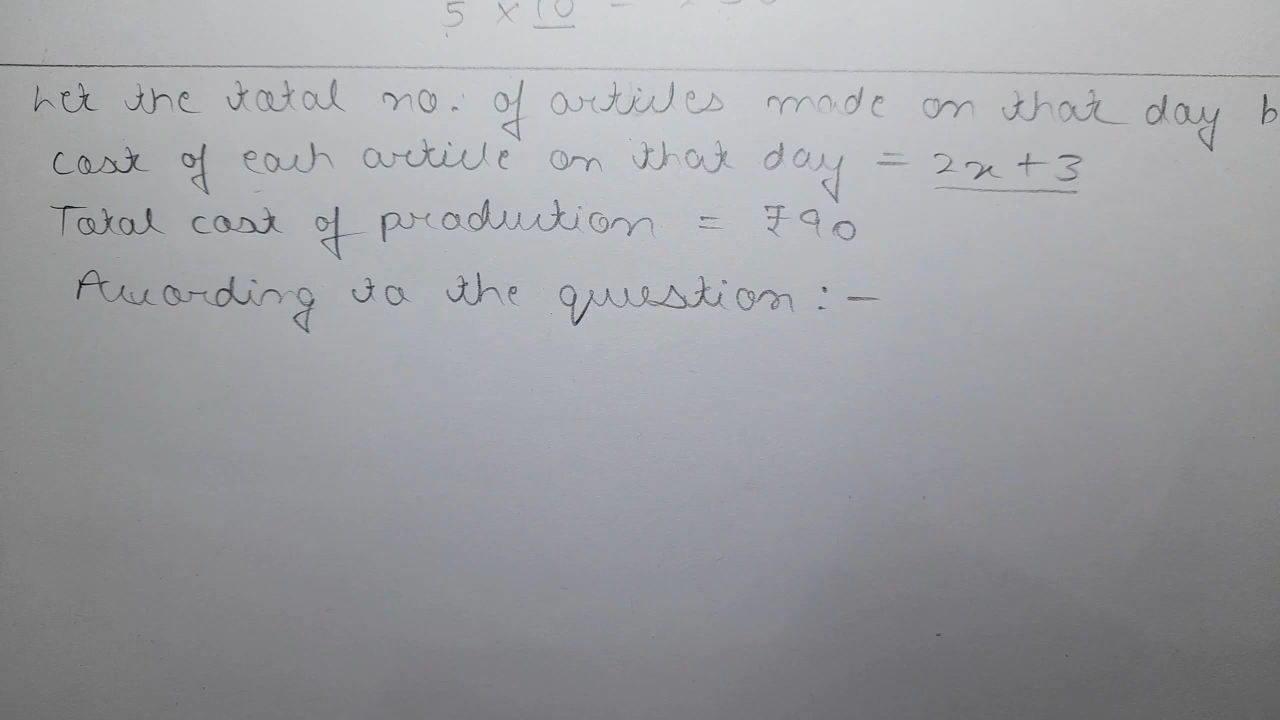 5 × 10
Let the total no. of articles made on that day b
cost of each article on that day = 2x + 3
Total cost of production = ₹90
According to the question : –